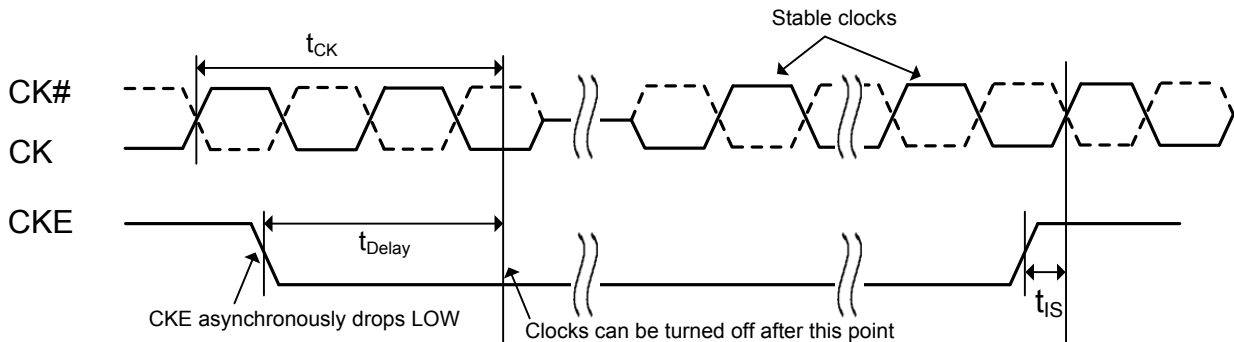 Stable clocks
tCK
CK#
CK
CKE
tDelay
tIS
CKE asynchronously drops LOW
Clocks can be turned off after this point